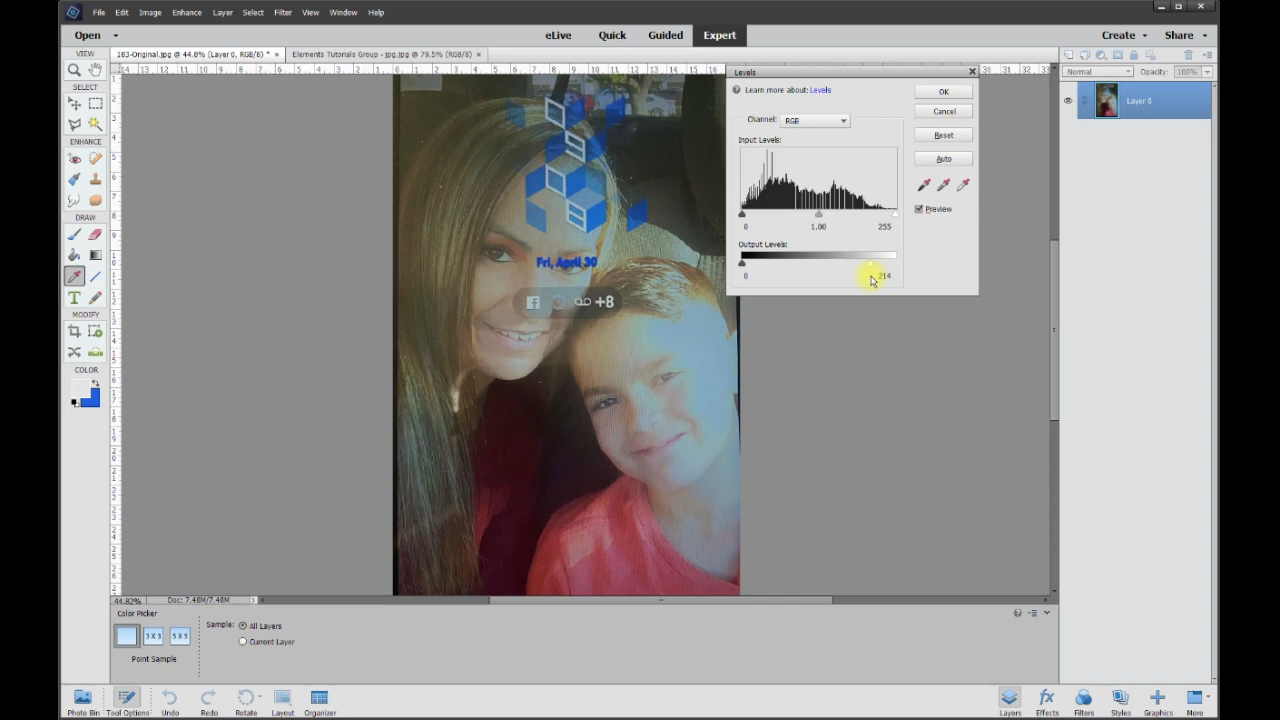 File Edit Image Enhance Layer Select Filter View Window Help
Open eLive Quick Guided Expert Create Share
VIEW
183-Original.jpg @ 44.8% (Layer 0, RGB/8) * ×
Elements Tutorials Group - jpg.jpg @ 79.5% (RGB/8) ×
SELECT
ENHANCE
DRAW
MODIFY
COLOR
Fri, April 30
+8
Levels
Learn more about: Levels
Channel: RGB
Input Levels:
0 1.00 255
Output Levels:
0 214
OK
Cancel
Reset
Auto
Preview
Normal Opacity: 100%
Layer 0
44.82% Doc: 7.48M/7.48M
Color Picker
3 X 3 5 X 5
Point Sample
Sample: All Layers
Current Layer
Photo Bin Tool Options Undo Redo Rotate Layout Organizer
Layers Effects Filters Styles Graphics More